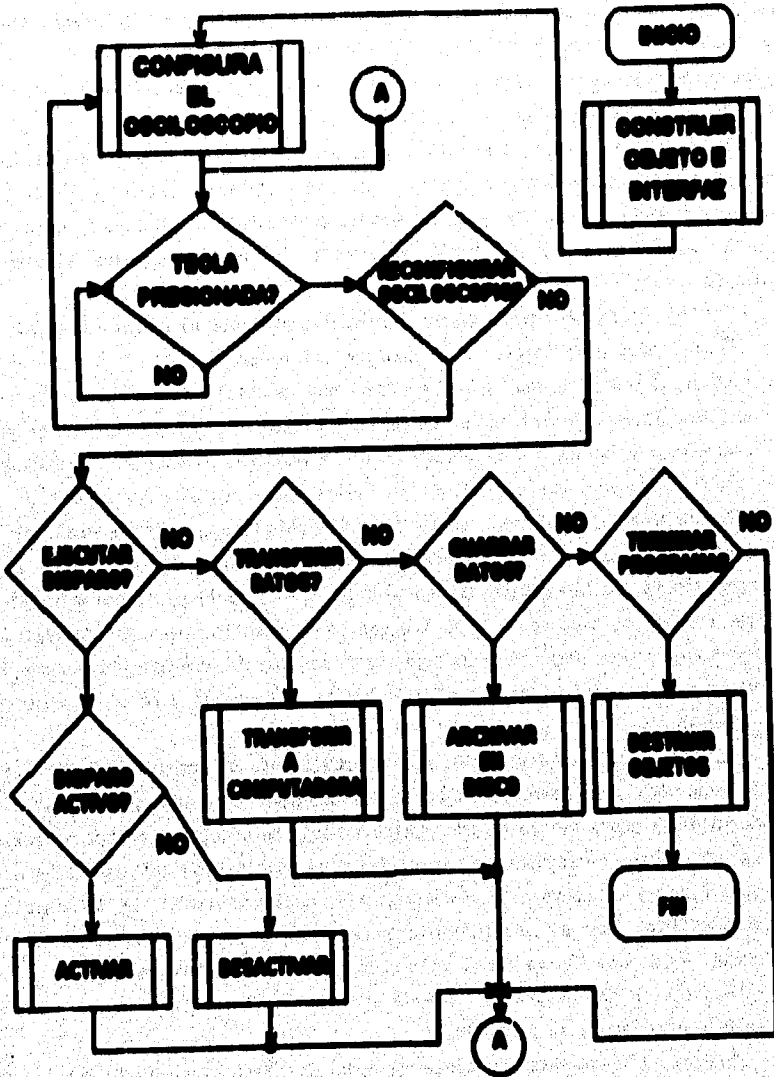 INICIO
CONSTRUIR
OBJETO E
INTERFAZ
CONFIGURA
EL
OSCILOSCOPIO
A
TECLA
PRESIONADA?
NO
RECONFIGURAR
OSCILOSCOPIO
NO
EJECUTAR
DISPARO?
NO
TRANSFERIR
DATOS?
NO
GUARDAR
DATOS?
NO
TERMINAR
PROGRAMAS
NO
DISPARO
ACTIVO?
NO
TRANSFERIR
A
COMPUTADORA
ARCHIVAR
EN
DISCO
DESTRUIR
OBJETOS
FIN
ACTIVAR
DESACTIVAR
A